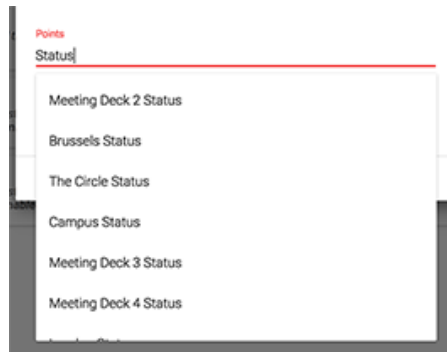 Points
Status
Meeting Deck 2 Status
Brussels Status
The Circle Status
Campus Status
Meeting Deck 3 Status
Meeting Deck 4 Status